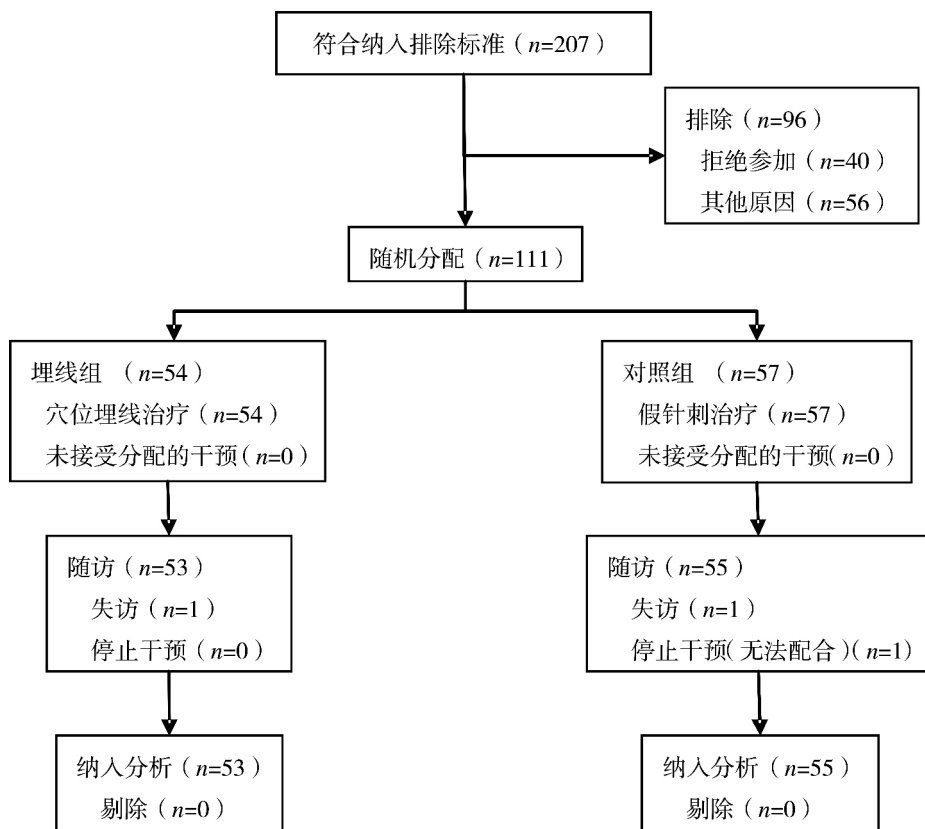 符合纳入排除标准（n=207）
排除（n=96）
拒绝参加（n=40）
其他原因（n=56）
随机分配（n=111）
埋线组 （n=54）
穴位埋线治疗（n=54）
未接受分配的干预（n=0）
对照组 （n=57）
假针刺治疗（n=57）
未接受分配的干预（n=0）
随访（n=53）
失访（n=1）
停止干预（n=0）
随访（n=55）
失访（n=1）
停止干预（无法配合）（n=1）
纳入分析（n=53）
剔除（n=0）
纳入分析（n=55）
剔除（n=0）